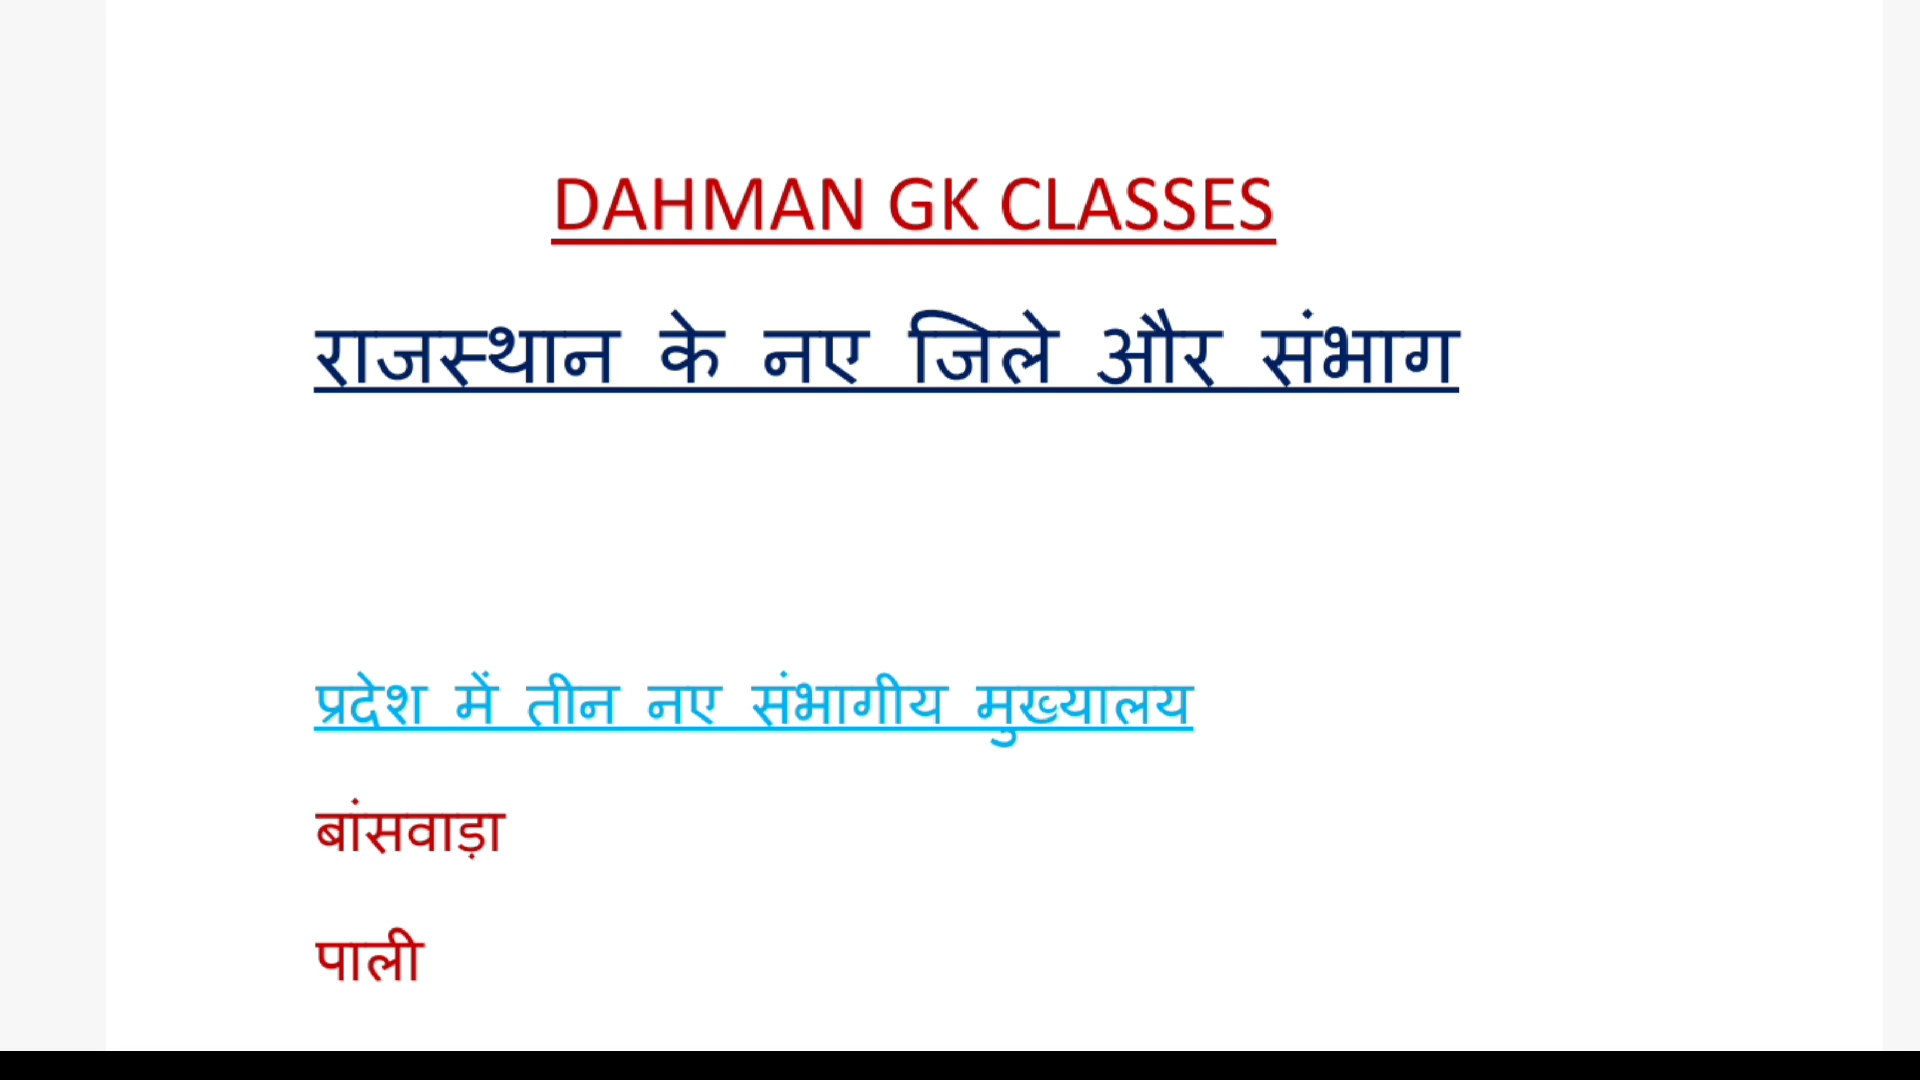 DAHMAN GK CLASSES
राजस्थान के नए जिले और संभाग
प्रदेश में तीन नए संभागीय मुख्यालय
बांसवाड़ा
पाली